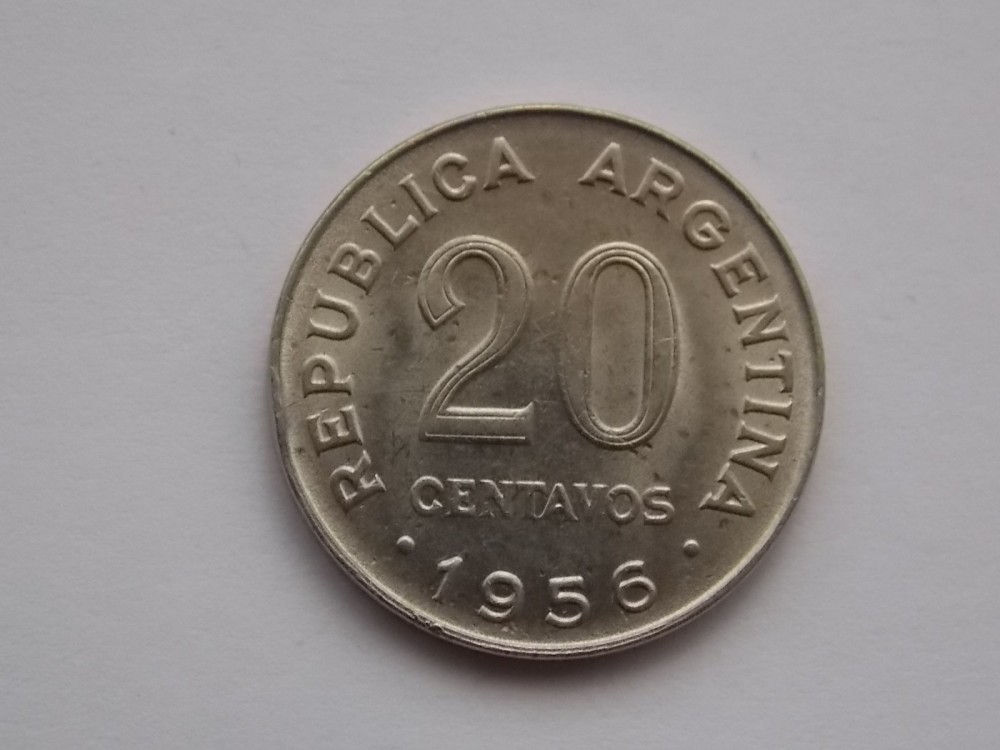 REPUBLICA ARGENTINA
20
CENTAVOS
• 1956 •